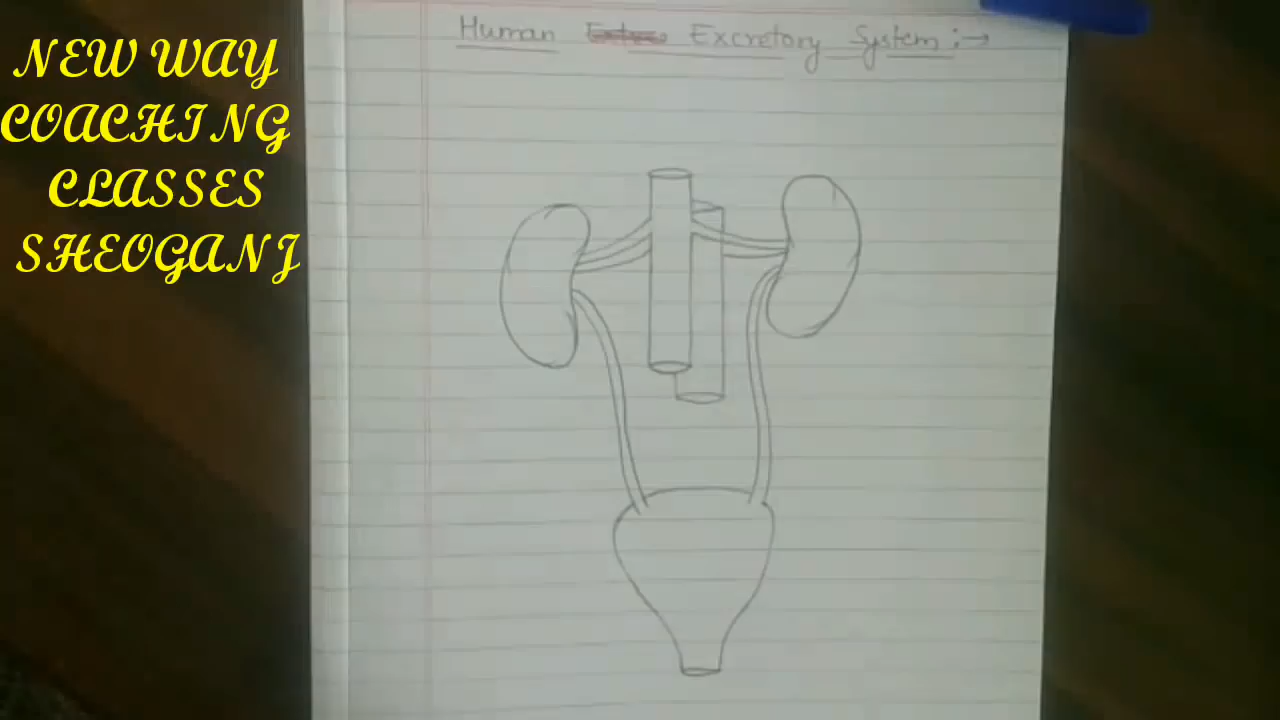 NEW WAY
COACHING
CLASSES
SHEOGANJ
Human Excretory System :→